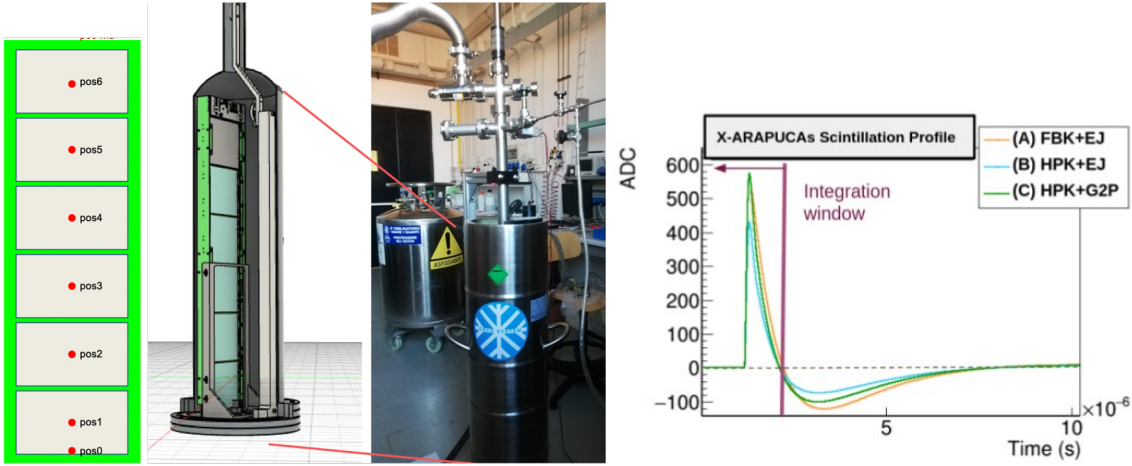 pos6
pos5
pos4
pos3
pos2
pos1
pos0
ASFISSIANTE
X-ARAPUCAs Scintillation Profile
(A) FBK+EJ
(B) HPK+EJ
(C) HPK+G2P
Integration
window
ADC
600
500
400
300
200
100
0
−100
5
10
×10⁻⁶
Time (s)